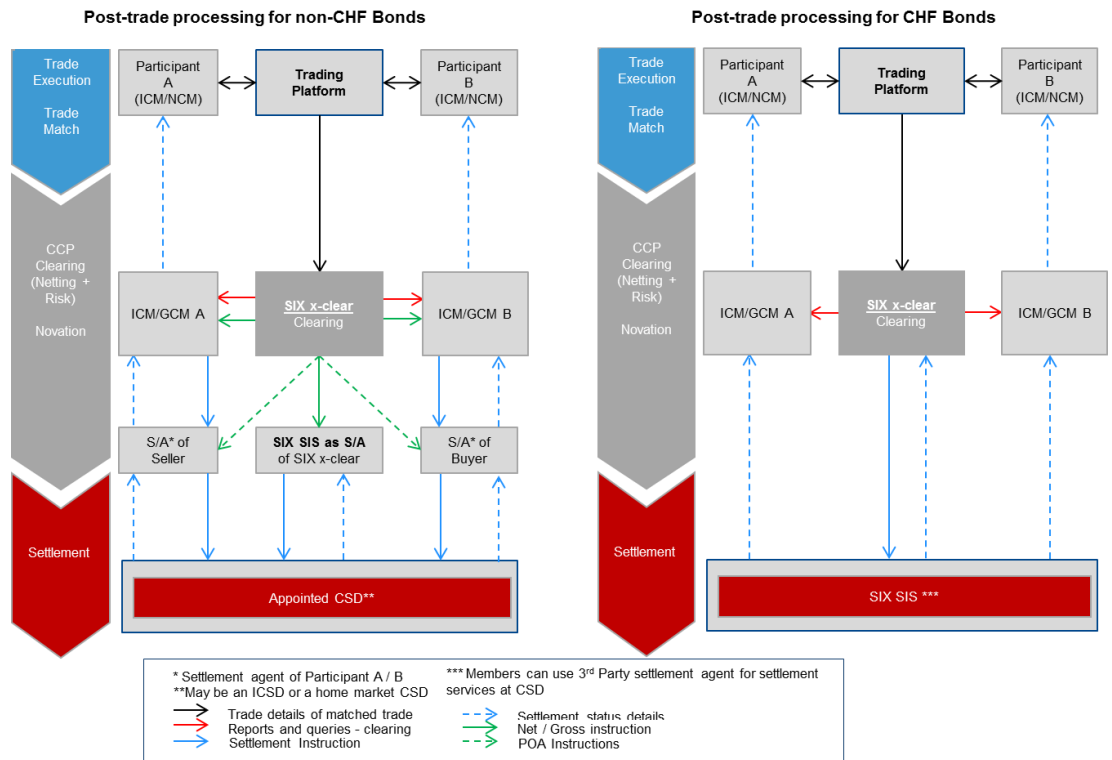 Post-trade processing for non-CHF Bonds
Trade
Execution
Trade
Match
CCP
Clearing
(Netting +
Risk)
Novation
Settlement
Participant
A
(ICM/NCM)
Trading
Platform
Participant
B
(ICM/NCM)
ICM/GCM A
SIX x-clear
Clearing
ICM/GCM B
S/A* of
Seller
SIX SIS as S/A
of SIX x-clear
S/A* of
Buyer
Appointed CSD**
Post-trade processing for CHF Bonds
Trade
Execution
Trade
Match
CCP
Clearing
(Netting +
Risk)
Novation
Settlement
Participant
A
(ICM/NCM)
Trading
Platform
Participant
B
(ICM/NCM)
ICM/GCM A
SIX x-clear
Clearing
ICM/GCM B
SIX SIS ***
* Settlement agent of Participant A / B
**May be an ICSD or a home market CSD
Trade details of matched trade
Reports and queries - clearing
Settlement Instruction
*** Members can use 3rd Party settlement agent for settlement
services at CSD
Settlement status details
Net / Gross instruction
POA Instructions